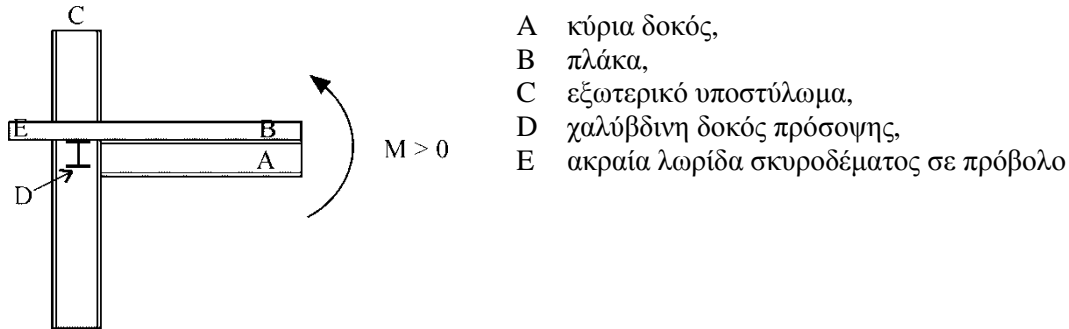 C
E
B
A
D
M > 0
A κύρια δοκός,
B πλάκα,
C εξωτερικό υποστύλωμα,
D χαλύβδινη δοκός πρόσοψης,
E ακραία λωρίδα σκυροδέματος σε πρόβολο